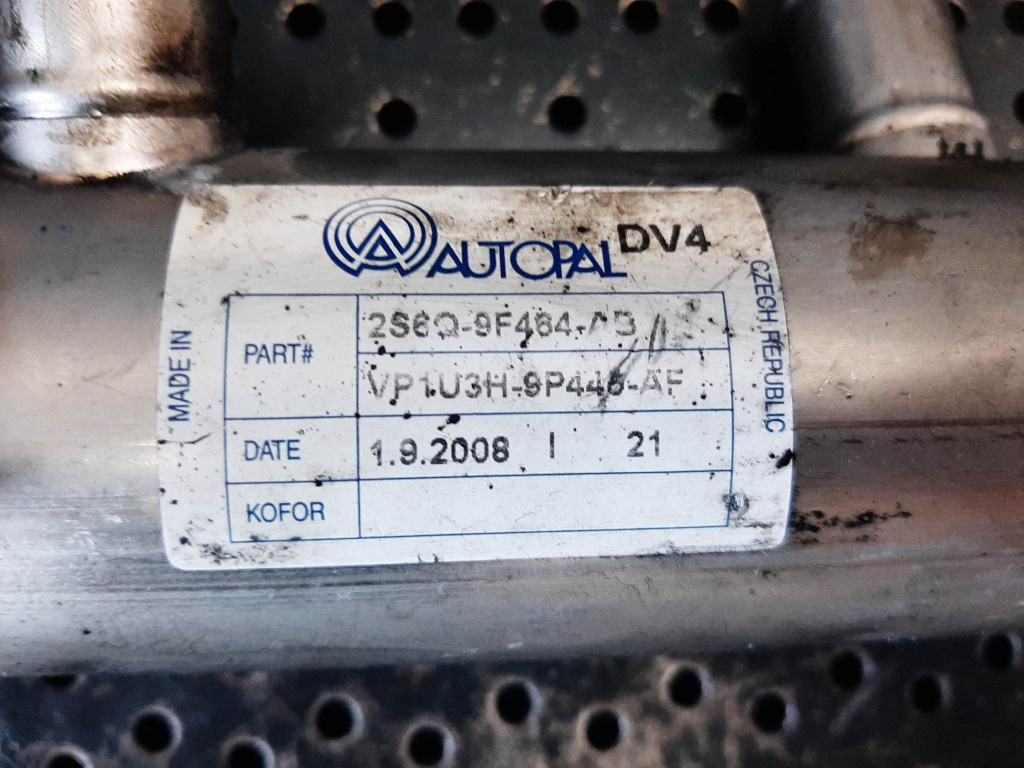 AUTOPAL DV4
MADE IN
CZECH REPUBLIC
PART#
2S6Q-9F464-AB
VP1U3H-9P446-AF
DATE
1.9.2008 | 21
KOFOR